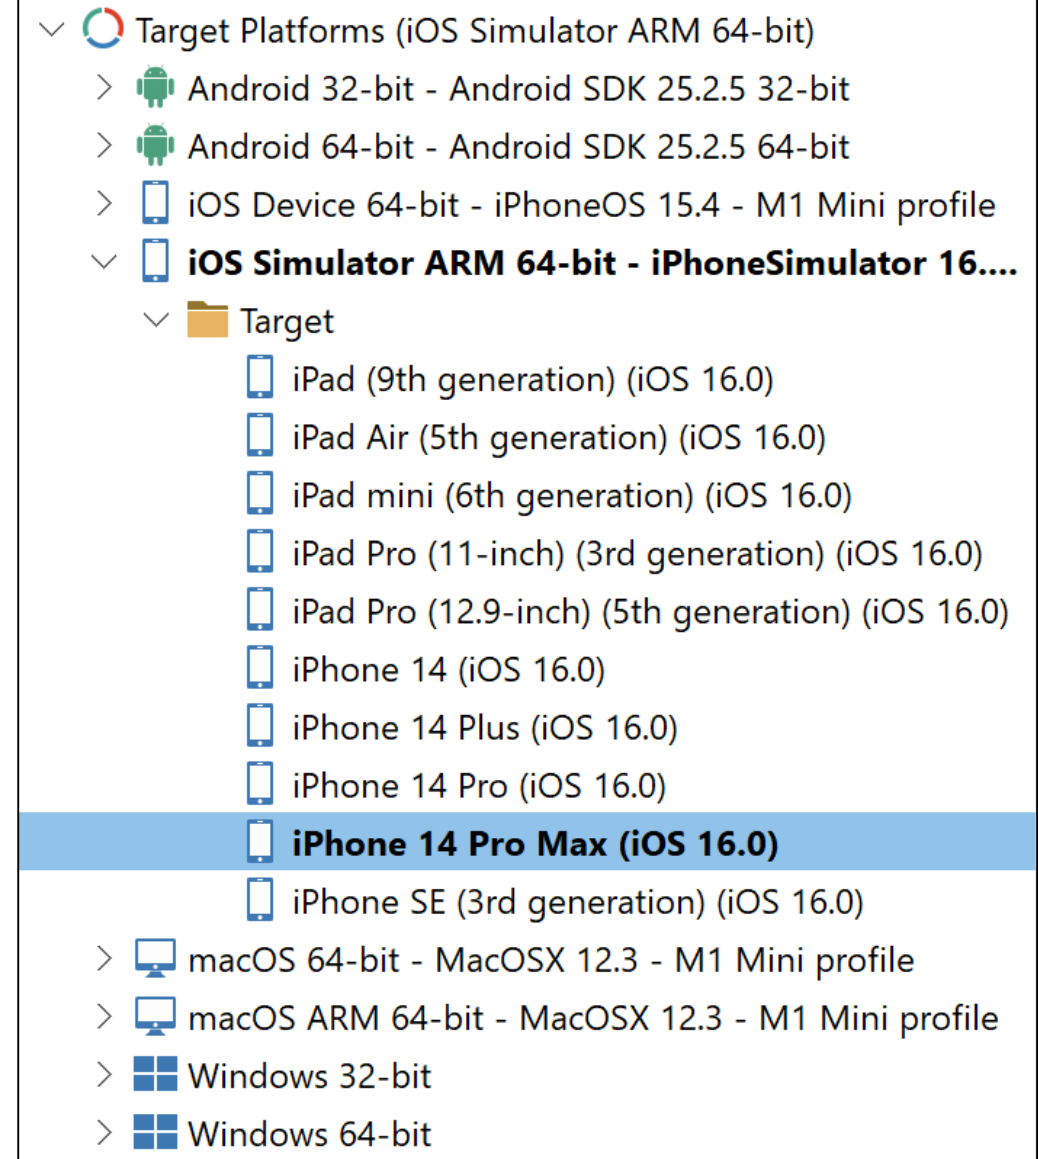 Target Platforms (iOS Simulator ARM 64-bit)
Android 32-bit - Android SDK 25.2.5 32-bit
Android 64-bit - Android SDK 25.2.5 64-bit
iOS Device 64-bit - iPhoneOS 15.4 - M1 Mini profile
iOS Simulator ARM 64-bit - iPhoneSimulator 16....
Target
iPad (9th generation) (iOS 16.0)
iPad Air (5th generation) (iOS 16.0)
iPad mini (6th generation) (iOS 16.0)
iPad Pro (11-inch) (3rd generation) (iOS 16.0)
iPad Pro (12.9-inch) (5th generation) (iOS 16.0)
iPhone 14 (iOS 16.0)
iPhone 14 Plus (iOS 16.0)
iPhone 14 Pro (iOS 16.0)
iPhone 14 Pro Max (iOS 16.0)
iPhone SE (3rd generation) (iOS 16.0)
macOS 64-bit - MacOSX 12.3 - M1 Mini profile
macOS ARM 64-bit - MacOSX 12.3 - M1 Mini profile
Windows 32-bit
Windows 64-bit